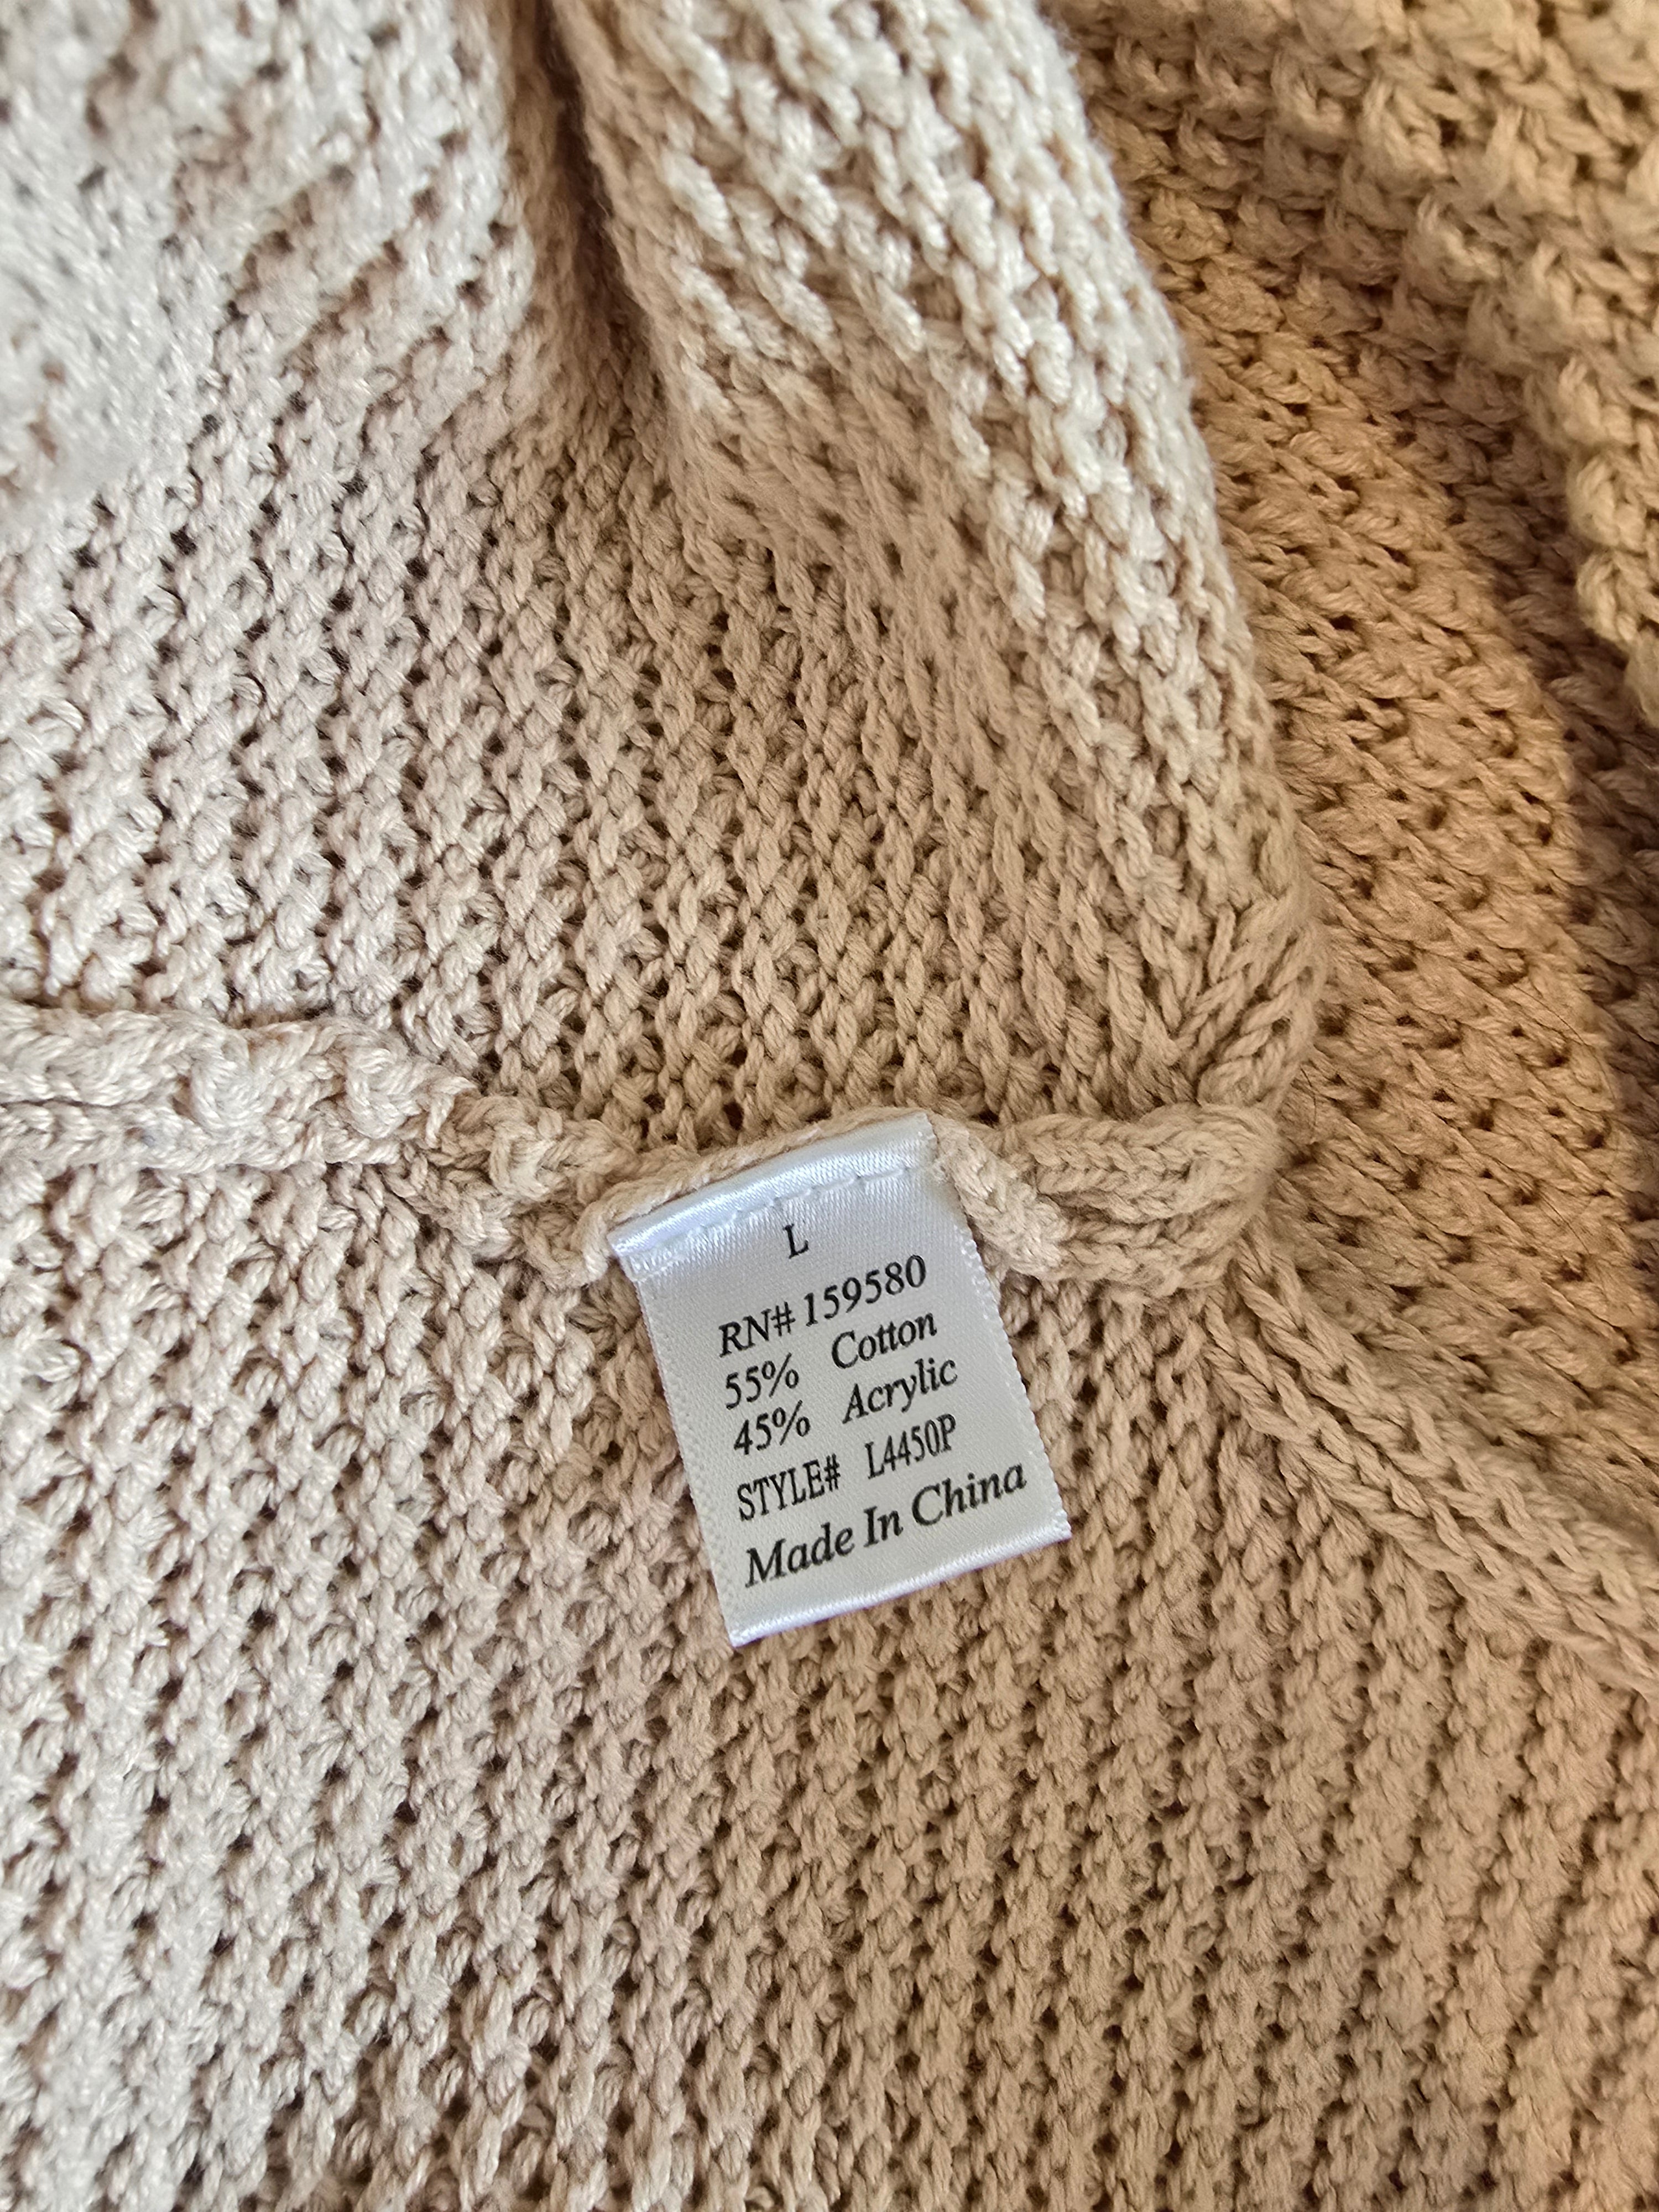 L
RN# 159580
55% Cotton
45% Acrylic
STYLE# L4450P
Made In China